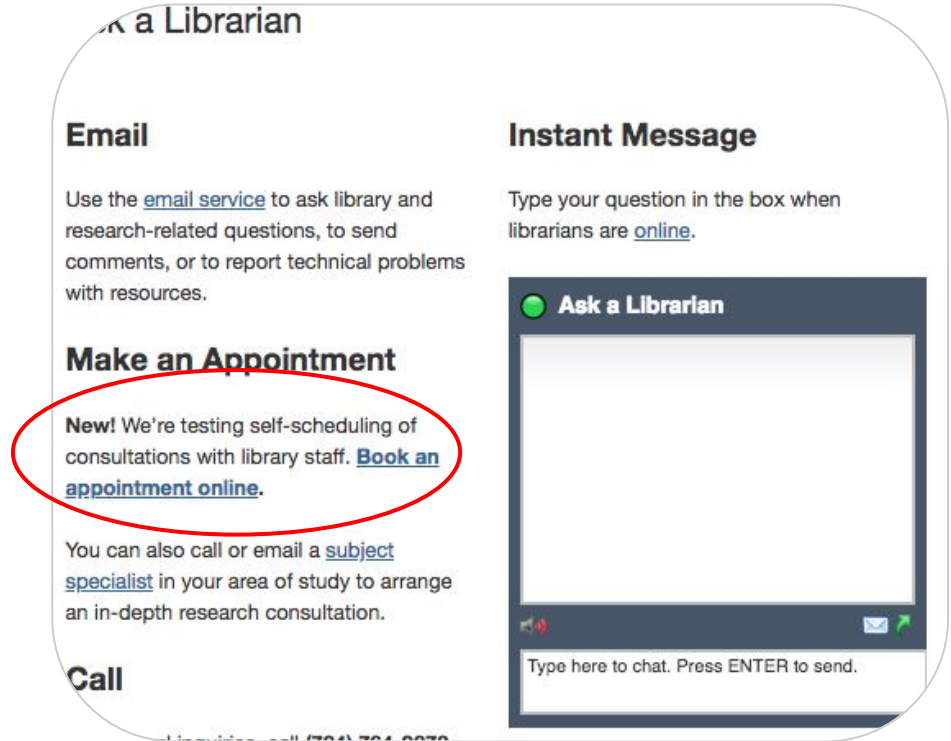 a Librarian
Email
Use the email service to ask library and
research-related questions, to send
comments, or to report technical problems
with resources.
Make an Appointment
New! We're testing self-scheduling of
consultations with library staff. Book an
appointment online.
You can also call or email a subject
specialist in your area of study to arrange
an in-depth research consultation.
Call
Instant Message
Type your question in the box when
librarians are online.
Ask a Librarian
Type here to chat. Press ENTER to send.